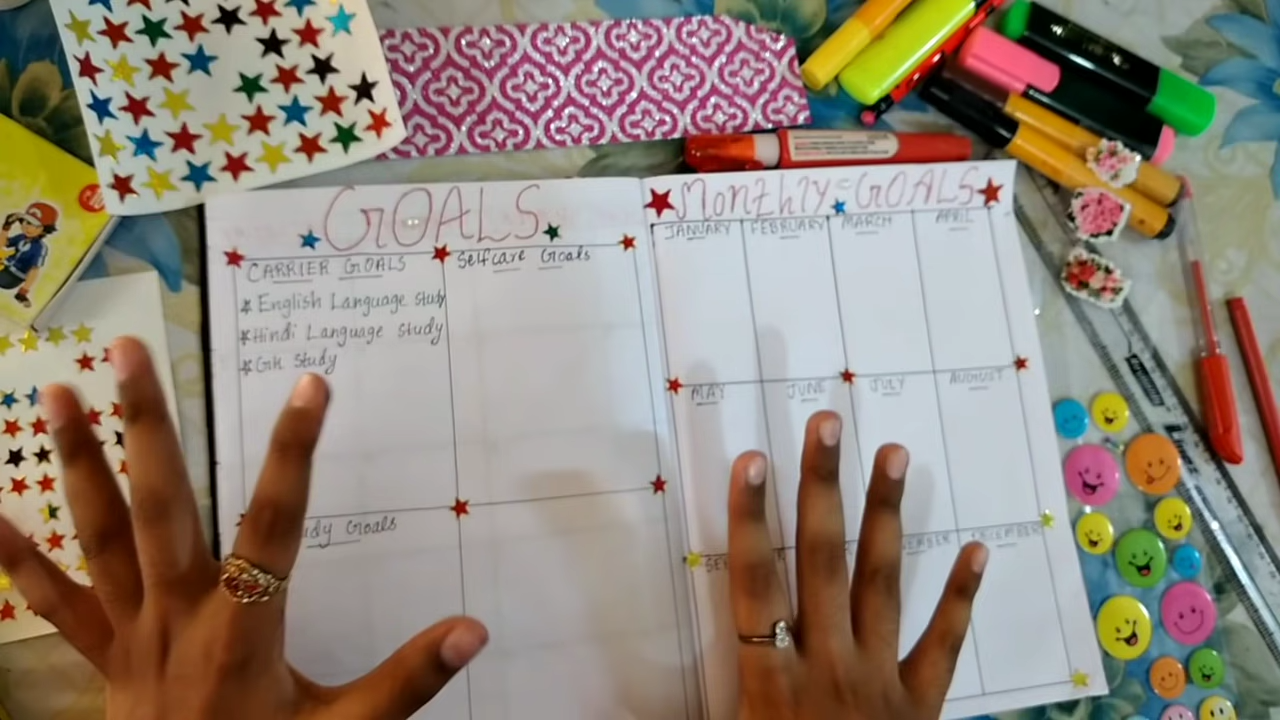 GOALS
CARRIER GOALS
Selfcare Goals
* English Language study
* Hindi Language study
* GK study
Goals
Monthly GOALS
JANUARY
FEBRUARY
MARCH
APRIL
MAY
JUNE
JULY
AUGUST
DECEMBER